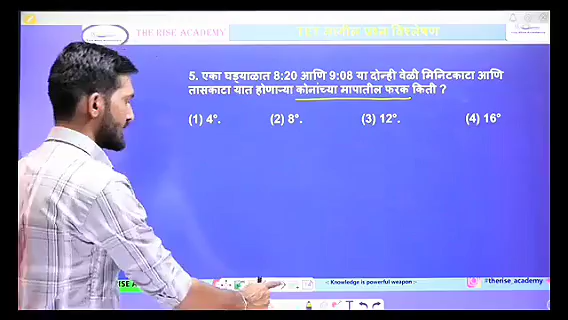 THE RISE ACADEMY
5. एका घड्याळात 8:20 आणि 9:08 या दोन्ही वेळी मिनिटकाटा आणि
तासकाटा यात होणाऱ्या कोनांच्या मापातील फरक किती ?
(1) 4°. (2) 8°. (3) 12°. (4) 16°
Knowledge is powerful weapon
#therise_academy